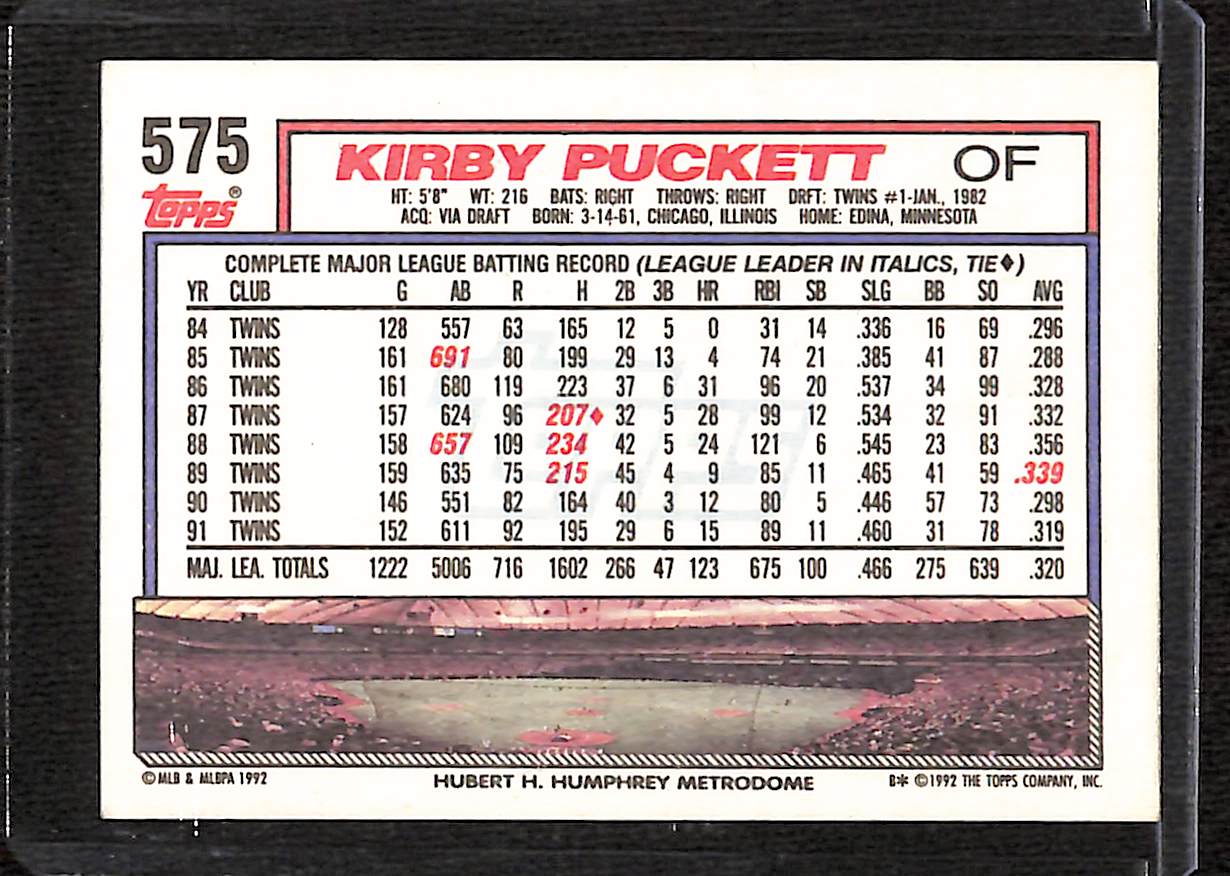 575
Topps®
KIRBY PUCKETT OF
HT: 5'8" WT: 216 BATS: RIGHT THROWS: RIGHT DRFT: TWINS #1-JAN., 1982
ACQ: VIA DRAFT BORN: 3-14-61, CHICAGO, ILLINOIS HOME: EDINA, MINNESOTA
COMPLETE MAJOR LEAGUE BATTING RECORD (LEAGUE LEADER IN ITALICS, TIE♦)
YR CLUB G AB R H 2B 3B HR RBI SB SLG BB SO AVG
84 TWINS 128 557 63 165 12 5 0 31 14 .336 16 69 .296
85 TWINS 161 691 80 199 29 13 4 74 21 .385 41 87 .288
86 TWINS 161 680 119 223 37 6 31 96 20 .537 34 99 .328
87 TWINS 157 624 96 207♦ 32 5 28 99 12 .534 32 91 .332
88 TWINS 158 657 109 234 42 5 24 121 6 .545 23 83 .356
89 TWINS 159 635 75 215 45 4 9 85 11 .465 41 59 .339
90 TWINS 146 551 82 164 40 3 12 80 5 .446 57 73 .298
91 TWINS 152 611 92 195 29 6 15 89 11 .460 31 78 .319
MAJ. LEA. TOTALS 1222 5006 716 1602 266 47 123 675 100 .466 275 639 .320
©MLB & MLBPA 1992 HUBERT H. HUMPHREY METRODOME B* ©1992 THE TOPPS COMPANY, INC.